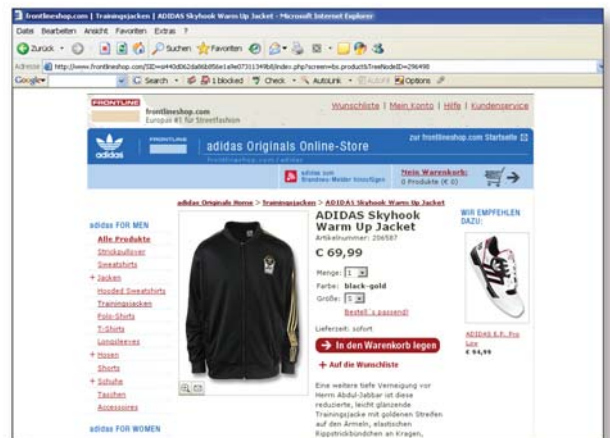 frontlineshop.com | Trainingsjacken | ADIDAS Skyhook Warm Up Jacket - Microsoft Internet Explorer
Datei Bearbeiten Ansicht Favoriten Extras ?
Zurück Suchen Favoriten
Adresse
Google Search 1 blocked Check AutoLink Options
FRONTLINE
frontlineshop.com
Europas #1 für Streetfashion
Wunschliste | Mein Konto | Hilfe | Kundenservice
adidas
FRONTLINE
adidas Originals Online-Store
frontlineshop.com/adidas
zur frontlineshop.com Startseite
adidas zum
Brandneu-Melder hinzufügen
Mein Warenkorb:
0 Produkte (€ 0)
adidas Originals Home > Trainingsjacken > ADIDAS Skyhook Warm Up Jacket
adidas FOR MEN
Alle Produkte
Strickpullover
Sweatshirts
+ Jacken
Hooded Sweatshirts
Trainingsjacken
Polo-Shirts
T-Shirts
Longsleeves
+ Hosen
Shorts
+ Schuhe
Taschen
Accessoires
adidas FOR WOMEN
ADIDAS Skyhook
Warm Up Jacket
Artikelnummer: 206587
€ 69,99
Menge: 1
Farbe: black-gold
Größe: S
Bestell's passend!
Lieferzeit: sofort
In den Warenkorb legen
+ Auf die Wunschliste
Eine weitere tiefe Verneigung vor
Herrn Abdul-Jabbar ist diese
reduzierte, leicht glänzende
Trainingsjacke mit goldenen Streifen
auf den Ärmeln, elastischen
Rippstrickbündchen an Kragen,
WIR EMPFEHLEN
DAZU:
ADIDAS E.F. Pro
Low
€ 94,99